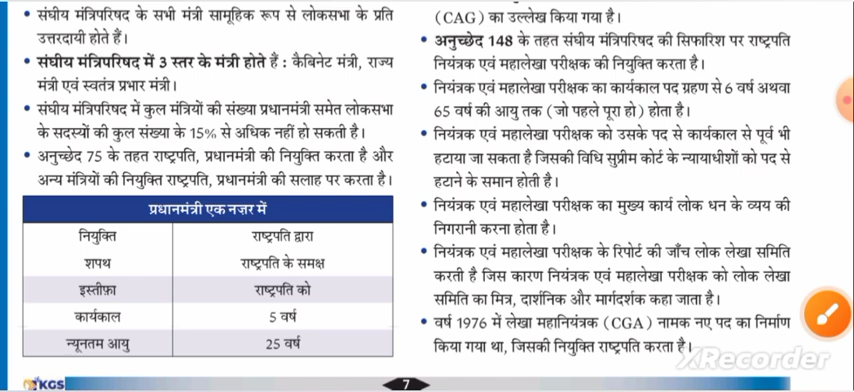 • संघीय मंत्रिपरिषद के सभी मंत्री सामूहिक रूप से लोकसभा के प्रति
उत्तरदायी होते हैं।
• संघीय मंत्रिपरिषद में 3 स्तर के मंत्री होते हैं : कैबिनेट मंत्री, राज्य
मंत्री एवं स्वतंत्र प्रभार मंत्री।
• संघीय मंत्रिपरिषद में कुल मंत्रियों की संख्या प्रधानमंत्री समेत लोकसभा
के सदस्यों की कुल संख्या के 15% से अधिक नहीं हो सकती है।
• अनुच्छेद 75 के तहत राष्ट्रपति, प्रधानमंत्री की नियुक्ति करता है और
अन्य मंत्रियों की नियुक्ति राष्ट्रपति, प्रधानमंत्री की सलाह पर करता है।
प्रधानमंत्री एक नज़र में
नियुक्ति राष्ट्रपति द्वारा
शपथ राष्ट्रपति के समक्ष
इस्तीफ़ा राष्ट्रपति को
कार्यकाल 5 वर्ष
न्यूनतम आयु 25 वर्ष
(CAG) का उल्लेख किया गया है।
• अनुच्छेद 148 के तहत संघीय मंत्रिपरिषद की सिफारिश पर राष्ट्रपति
नियंत्रक एवं महालेखा परीक्षक की नियुक्ति करता है।
• नियंत्रक एवं महालेखा परीक्षक का कार्यकाल पद ग्रहण से 6 वर्ष अथवा
65 वर्ष की आयु तक (जो पहले पूरा हो) होता है।
• नियंत्रक एवं महालेखा परीक्षक को उसके पद से कार्यकाल से पूर्व भी
हटाया जा सकता है जिसकी विधि सुप्रीम कोर्ट के न्यायाधीशों को पद से
हटाने के समान होती है।
• नियंत्रक एवं महालेखा परीक्षक का मुख्य कार्य लोक धन के व्यय की
निगरानी करना होता है।
• नियंत्रक एवं महालेखा परीक्षक के रिपोर्ट की जाँच लोक लेखा समिति
करती है जिस कारण नियंत्रक एवं महालेखा परीक्षक को लोक लेखा
समिति का मित्र, दार्शनिक और मार्गदर्शक कहा जाता है।
• वर्ष 1976 में लेखा महानियंत्रक (CGA) नामक नए पद का निर्माण
किया गया था, जिसकी नियुक्ति राष्ट्रपति करता है।
XRecorder
KGS
7